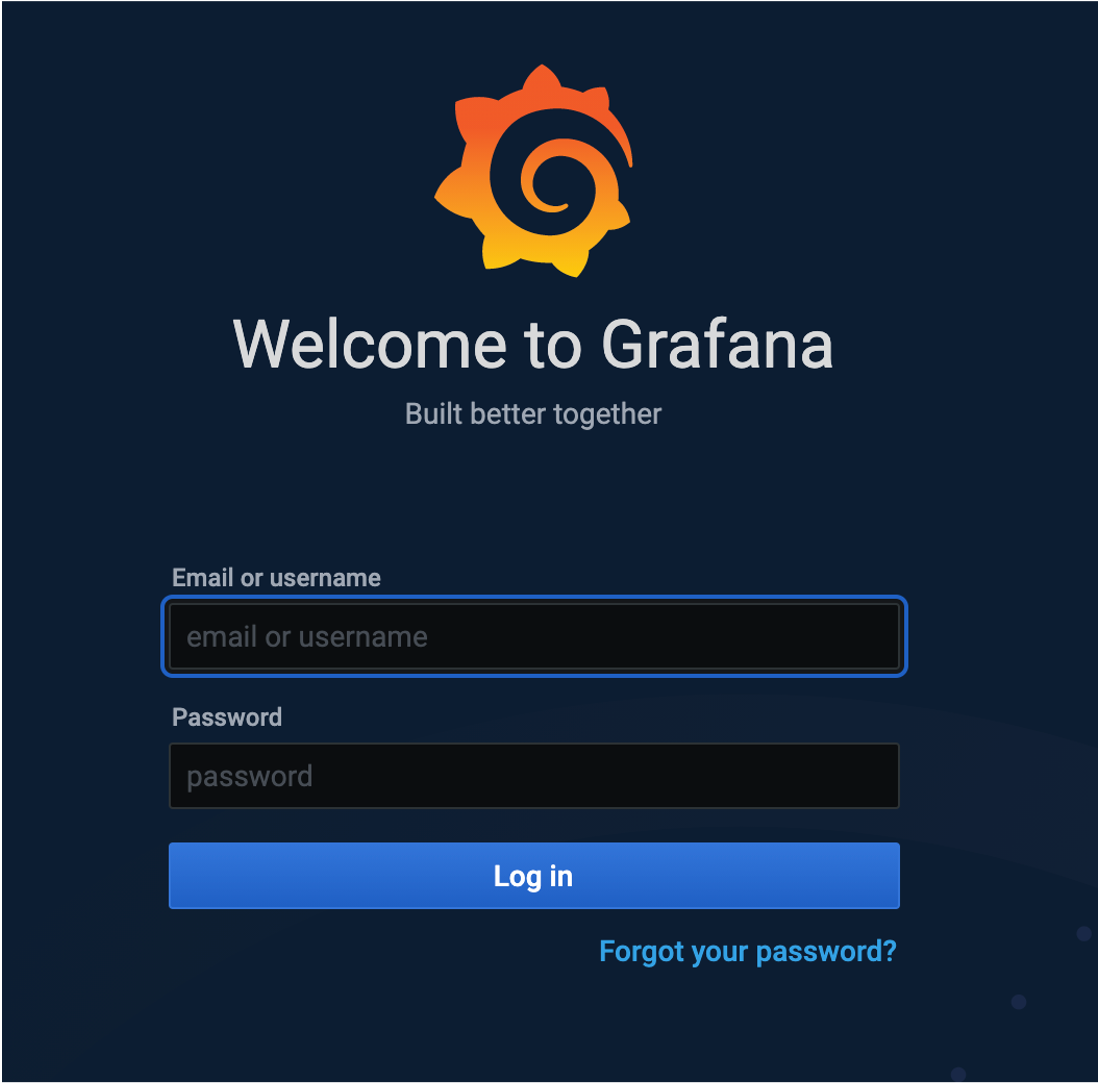 Welcome to Grafana
Built better together
Email or username
email or username
Password
password
Log in
Forgot your password?